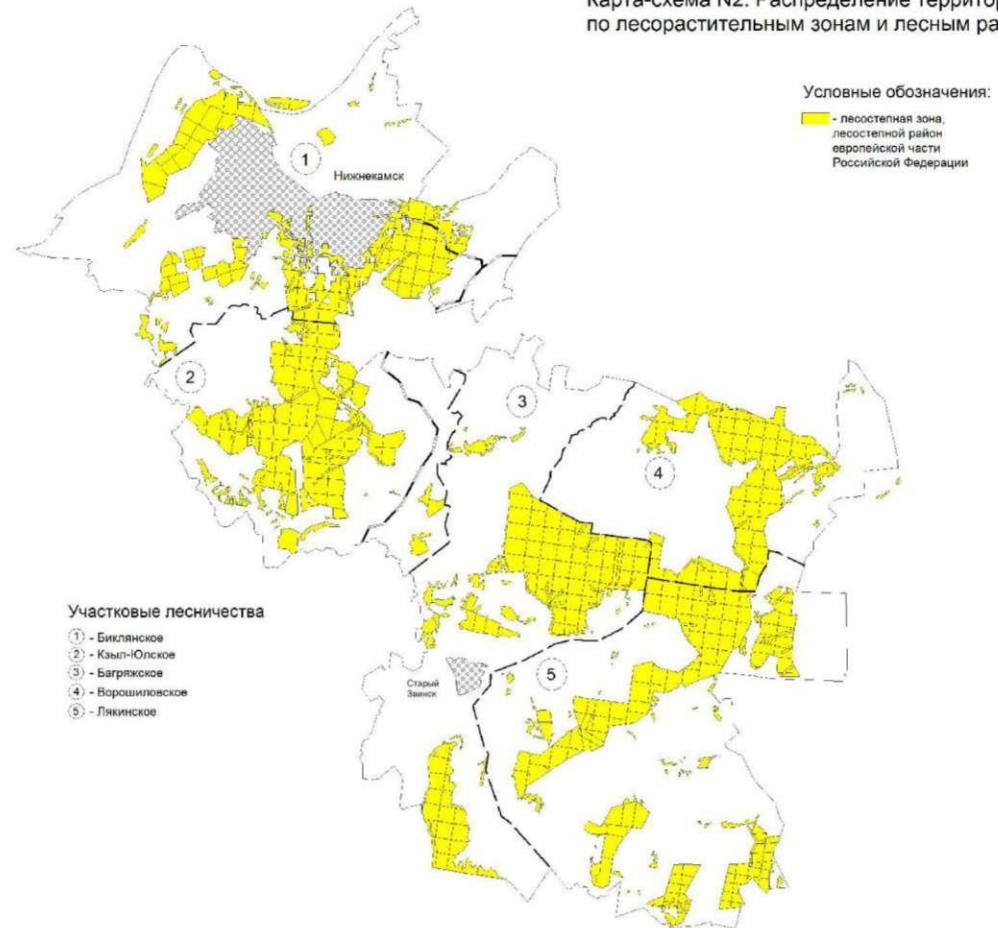 Карта-схема N2. Распределение территор
по лесорастительным зонам и лесным ра
Условные обозначения:
- лесостепная зона,
лесостепной район
европейской части
Российской Федерации
1
Нижнекамск
2
3
4
Участковые лесничества
1 - Биклянское
2 - Кзыл-Юлское
3 - Багряжское
4 - Ворошиловское
5 - Лякинское
Старый
Заинск
5